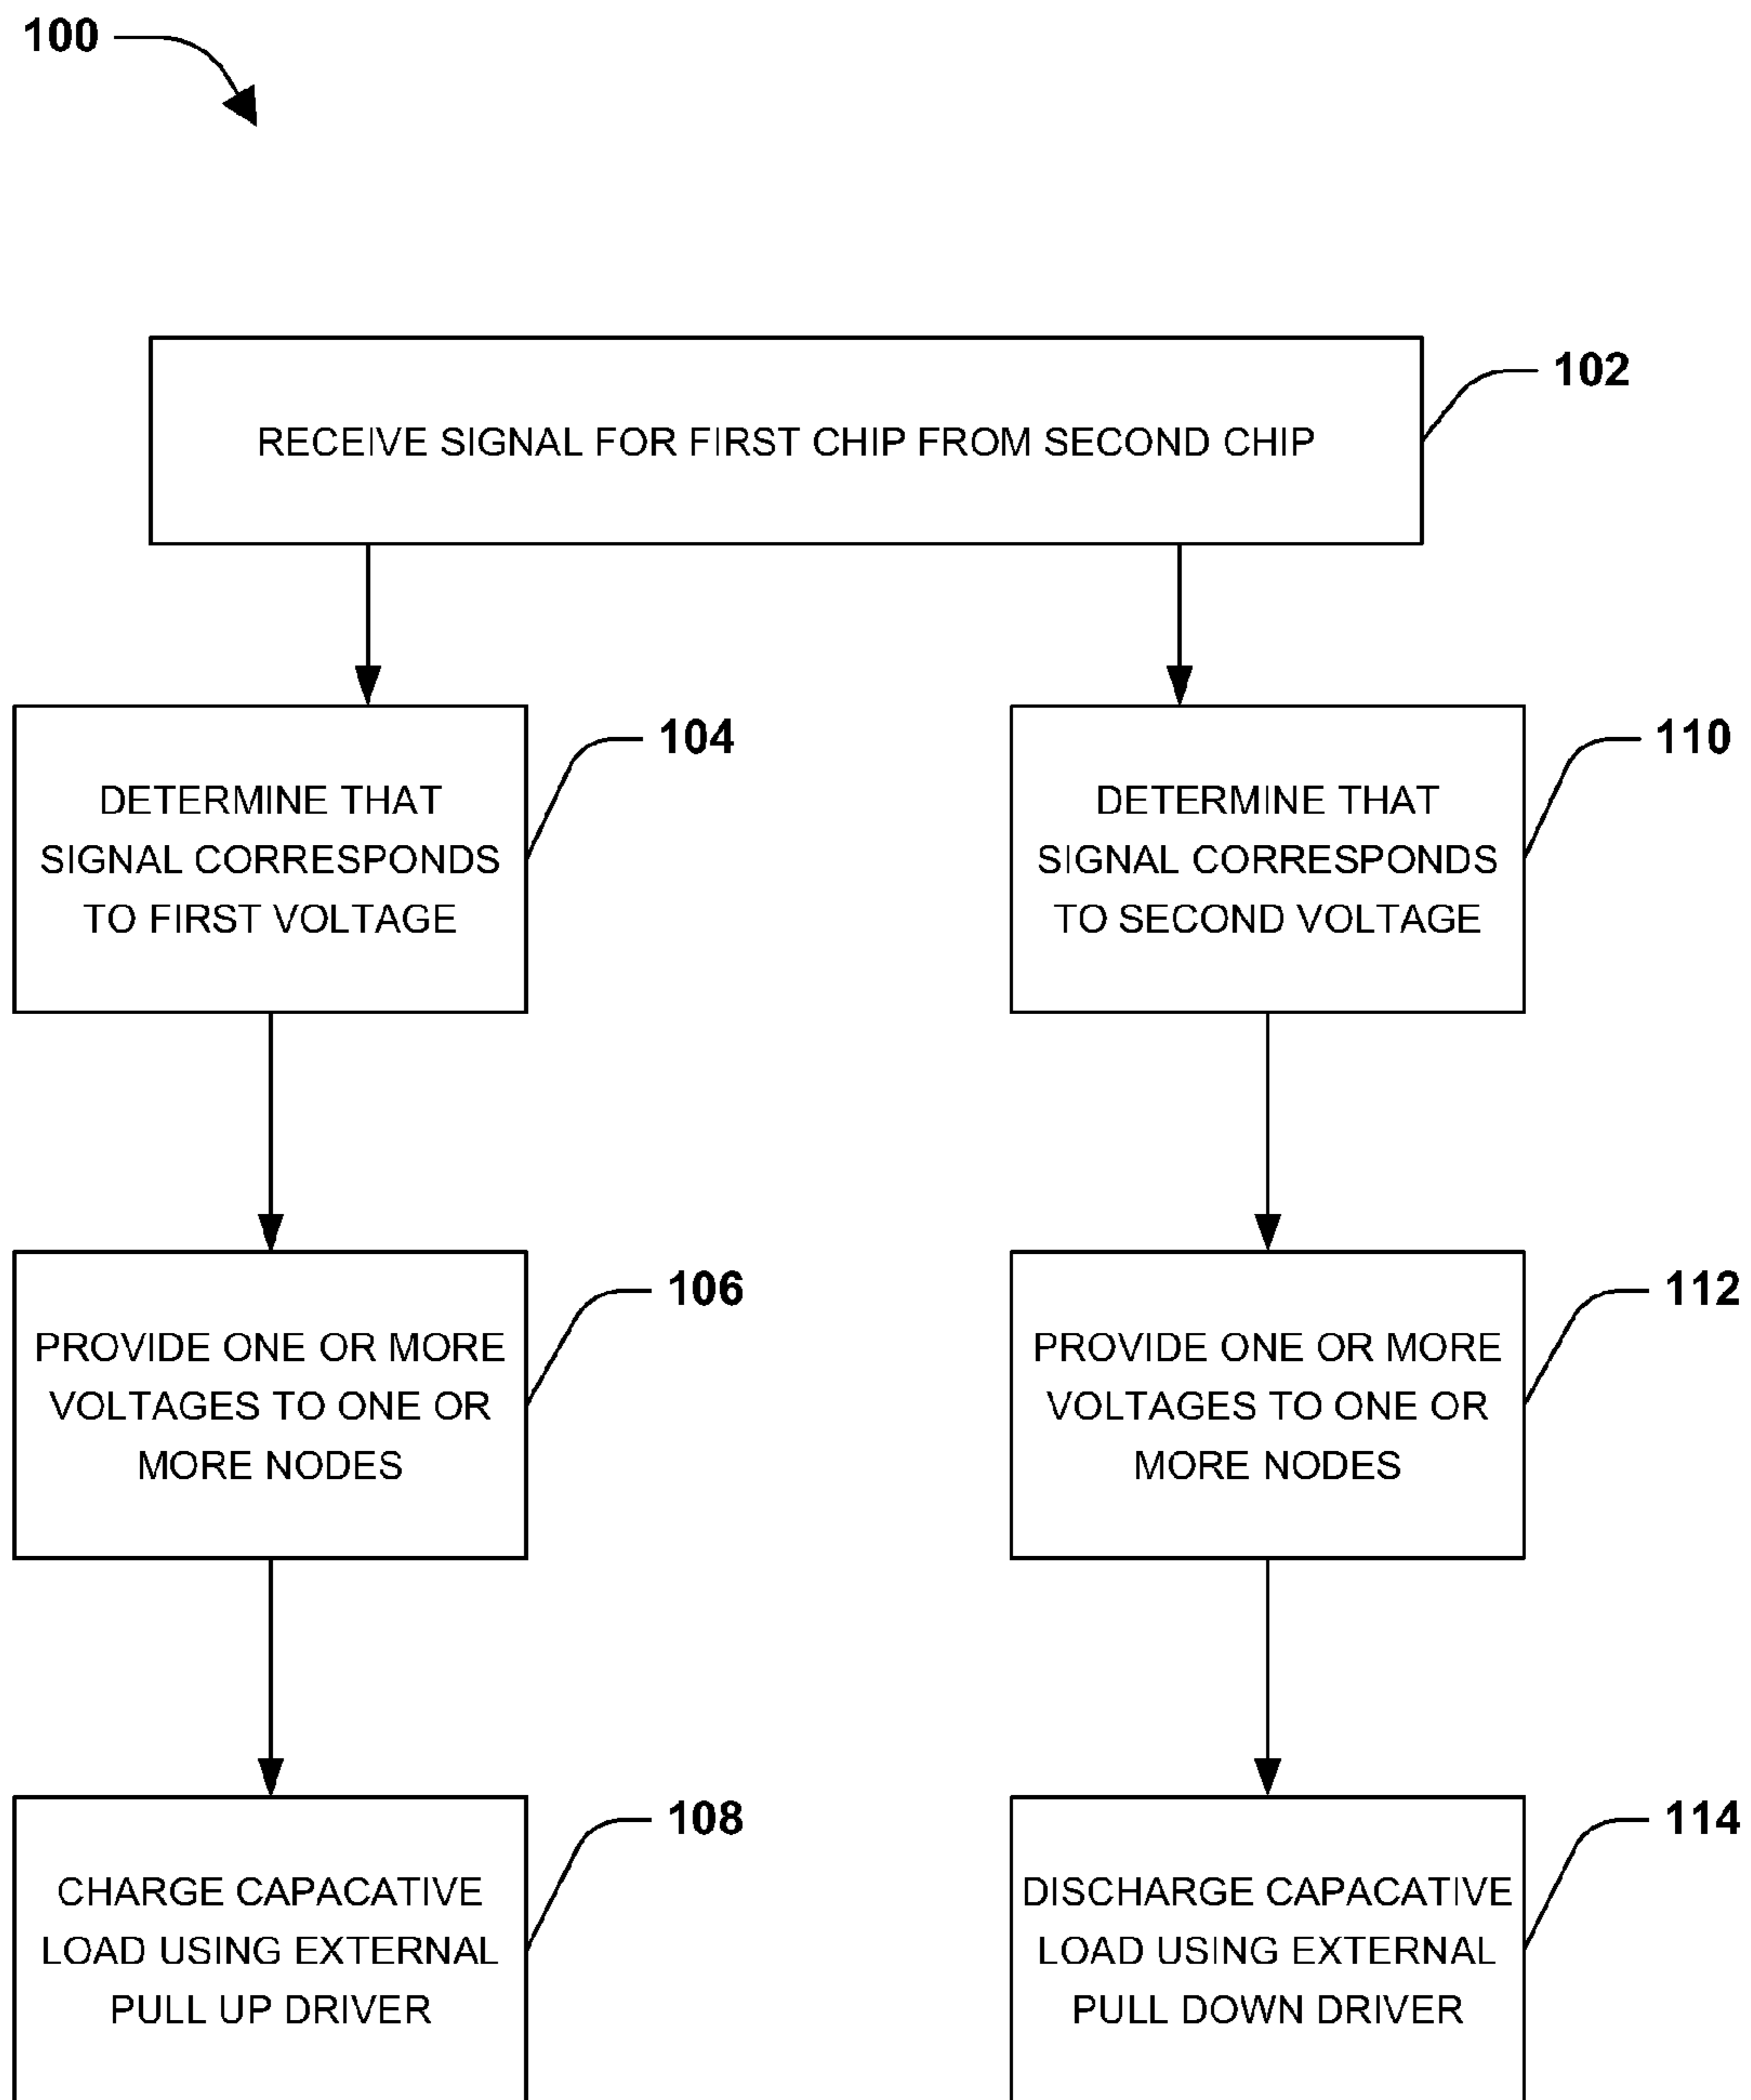 100
RECEIVE SIGNAL FOR FIRST CHIP FROM SECOND CHIP
102
DETERMINE THAT
SIGNAL CORRESPONDS
TO FIRST VOLTAGE
104
DETERMINE THAT
SIGNAL CORRESPONDS
TO SECOND VOLTAGE
110
PROVIDE ONE OR MORE
VOLTAGES TO ONE OR
MORE NODES
106
PROVIDE ONE OR MORE
VOLTAGES TO ONE OR
MORE NODES
112
CHARGE CAPACATIVE
LOAD USING EXTERNAL
PULL UP DRIVER
108
DISCHARGE CAPACATIVE
LOAD USING EXTERNAL
PULL DOWN DRIVER
114